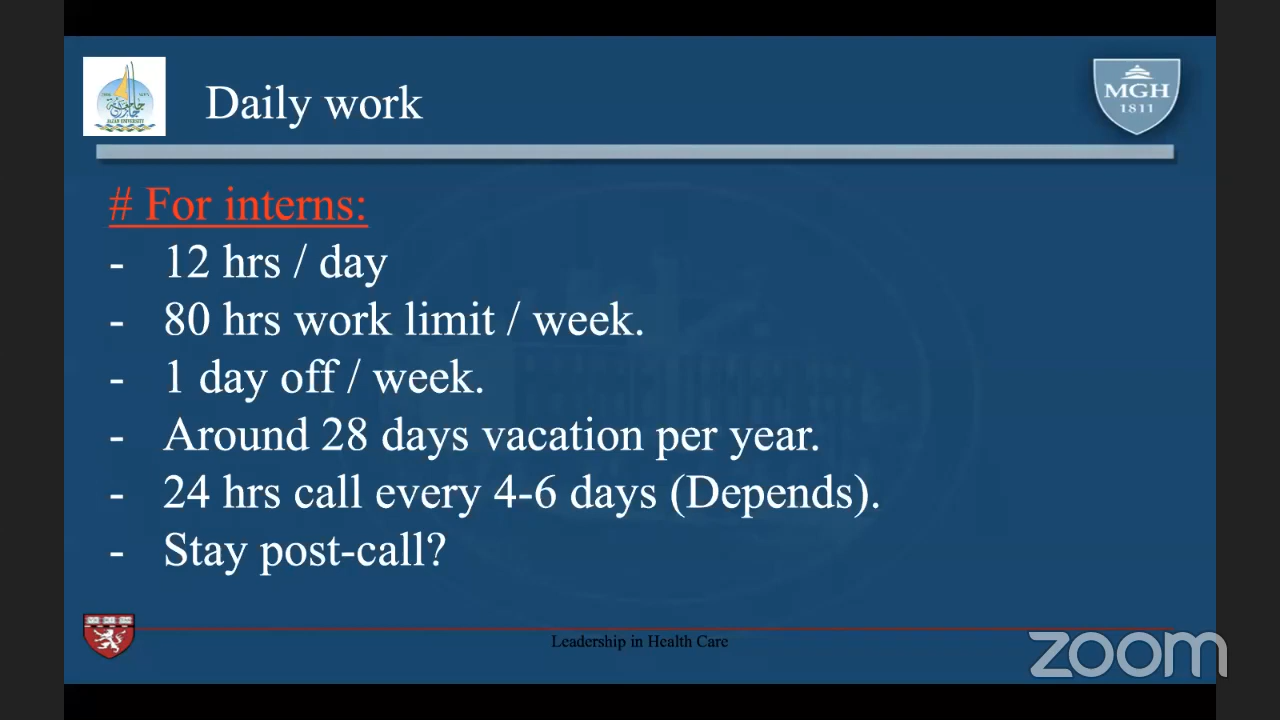 Daily work
MGH
1811
# For interns:
- 12 hrs / day
- 80 hrs work limit / week.
- 1 day off / week.
- Around 28 days vacation per year.
- 24 hrs call every 4-6 days (Depends).
- Stay post-call?
Leadership in Health Care
zoom